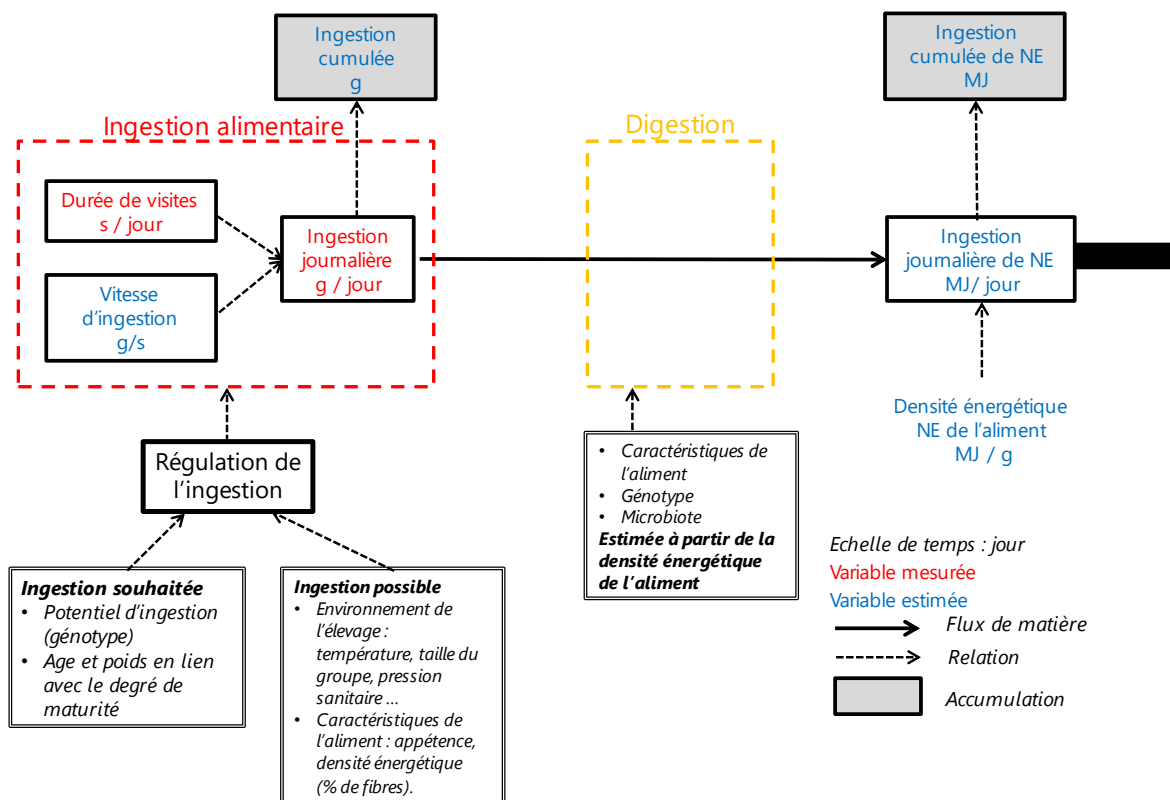 Ingestion
cumulée
g
Ingestion
cumulée de NE
MJ
Ingestion alimentaire
Digestion
Durée de visites
s / jour
Vitesse
d’ingestion
g/s
Ingestion
journalière
g / jour
Ingestion
journalière de NE
MJ/ jour
Densité énergétique
NE de l’aliment
MJ / g
Régulation de
l’ingestion
• Caractéristiques de
l’aliment
• Génotype
• Microbiote
Estimée à partir de la
densité énergétique
de l’aliment
Ingestion souhaitée
• Potentiel d’ingestion
(génotype)
• Age et poids en lien
avec le degré de
maturité
Ingestion possible
• Environnement de
l’élevage :
température, taille du
groupe, pression
sanitaire ...
• Caractéristiques de
l’aliment : appétence,
densité énergétique
(% de fibres).
Echelle de temps : jour
Variable mesurée
Variable estimée
Flux de matière
Relation
Accumulation